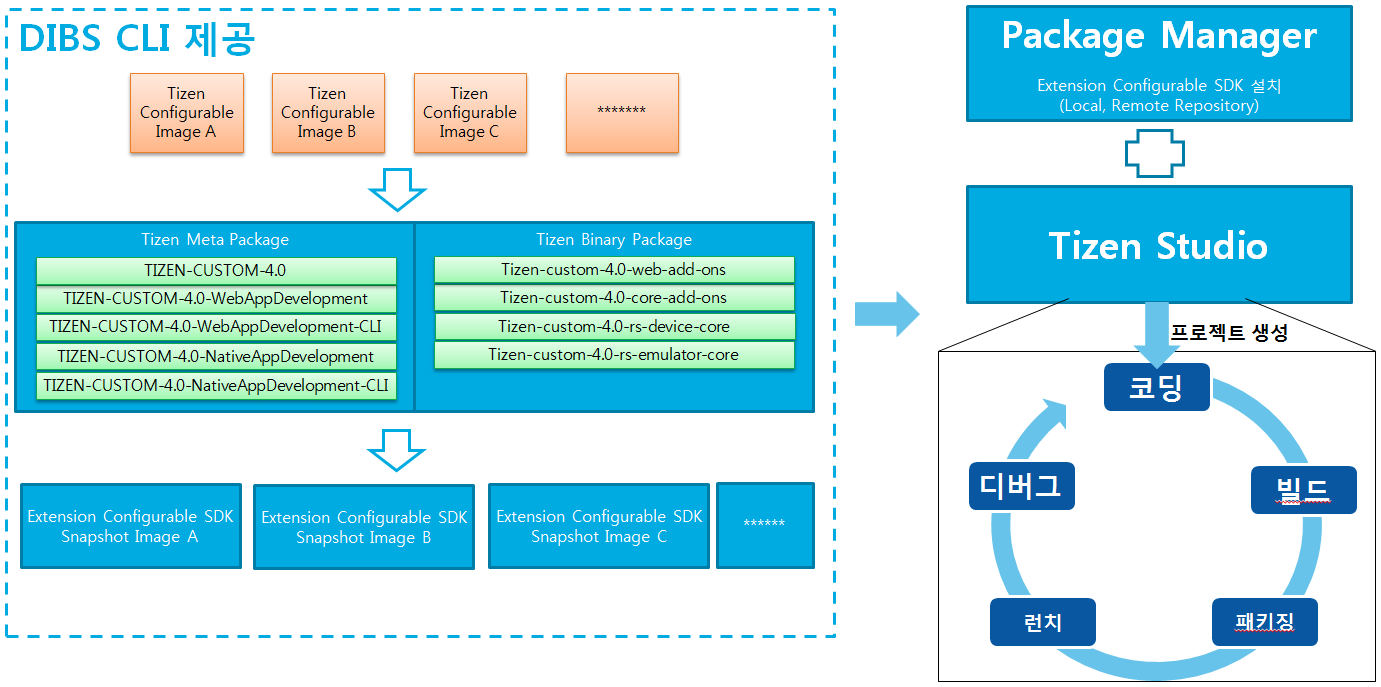 DIBS CLI 제공
Tizen
Configurable
Image A
Tizen
Configurable
Image B
Tizen
Configurable
Image C
*******
Tizen Meta Package
TIZEN-CUSTOM-4.0
TIZEN-CUSTOM-4.0-WebAppDevelopment
TIZEN-CUSTOM-4.0-WebAppDevelopment-CLI
TIZEN-CUSTOM-4.0-NativeAppDevelopment
TIZEN-CUSTOM-4.0-NativeAppDevelopment-CLI
Tizen Binary Package
Tizen-custom-4.0-web-add-ons
Tizen-custom-4.0-core-add-ons
Tizen-custom-4.0-rs-device-core
Tizen-custom-4.0-rs-emulator-core
Extension Configurable SDK
Snapshot Image A
Extension Configurable SDK
Snapshot Image B
Extension Configurable SDK
Snapshot Image C
******
Package Manager
Extension Configurable SDK 설치
(Local, Remote Repository)
Tizen Studio
프로젝트 생성
코딩
빌드
패키징
런치
디버그